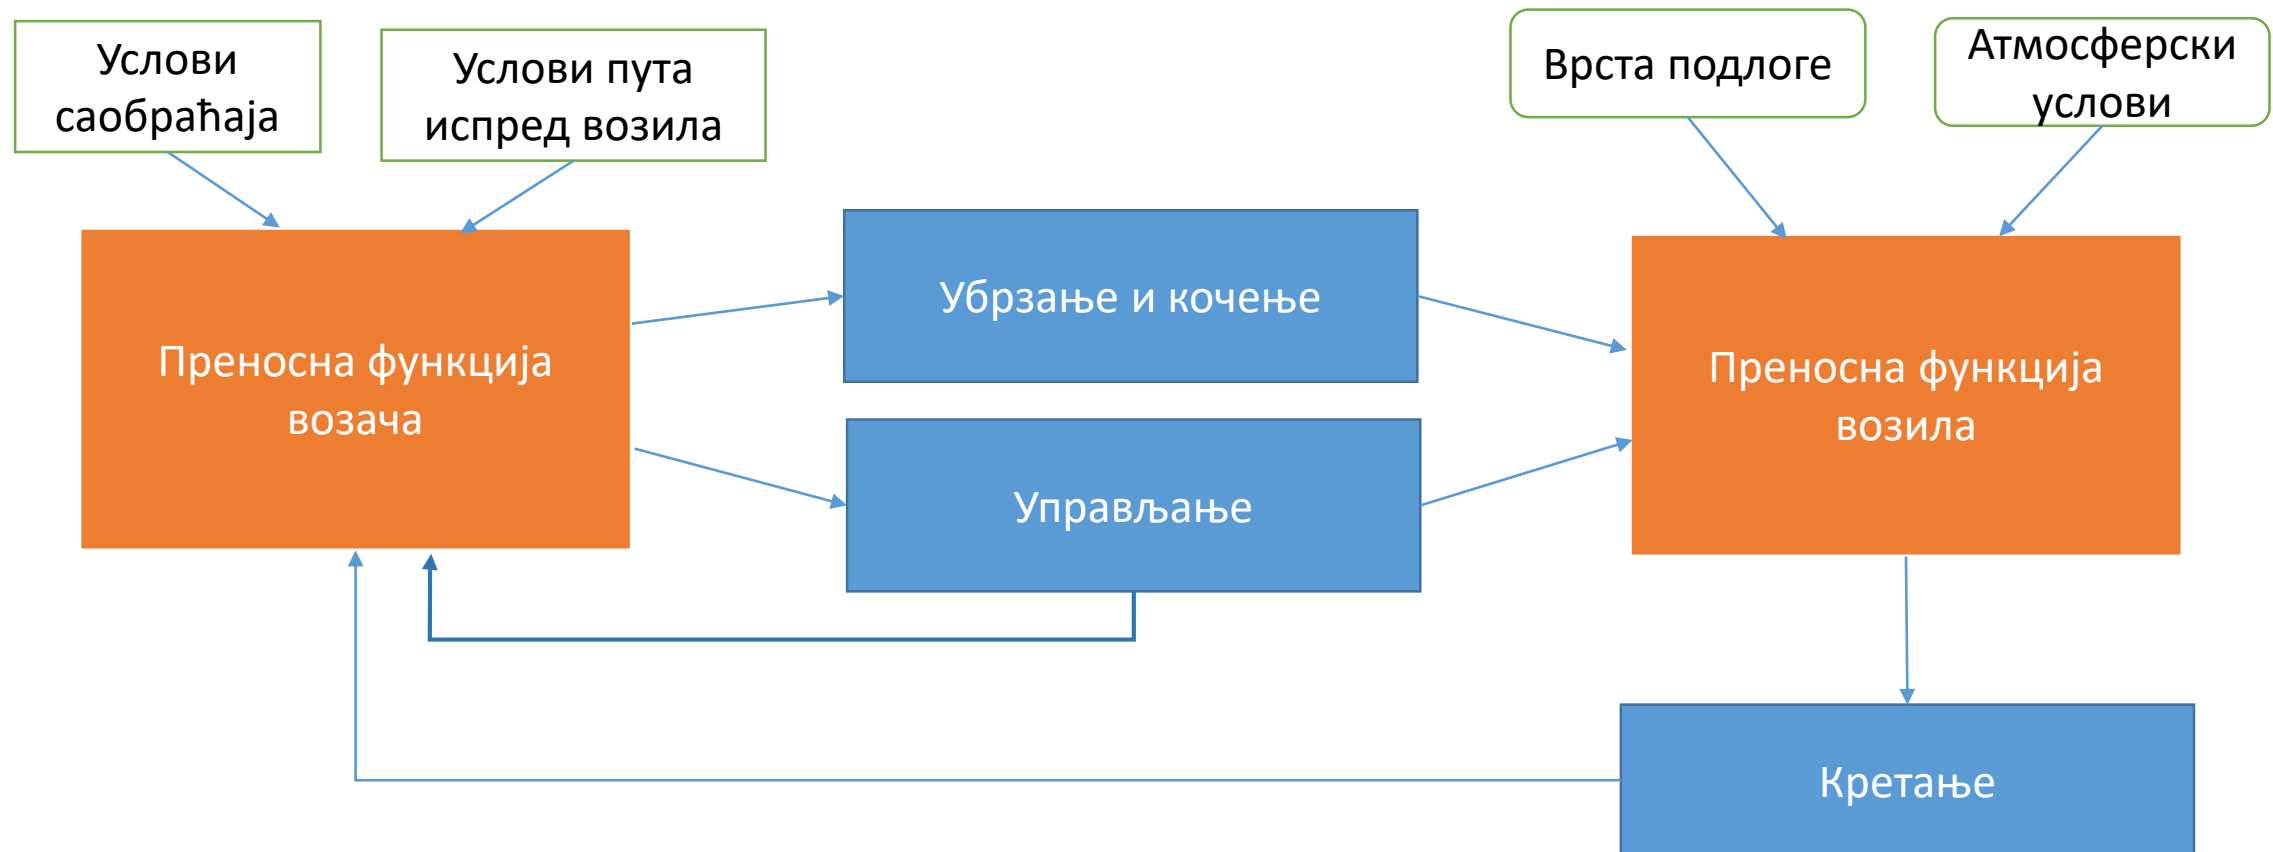 Услови
саобраћаја
Услови пута
испред возила
Врста подлоге
Атмосферски
услови
Преносна функција
возача
Убрзање и кочење
Управљање
Преносна функција
возила
Кретање